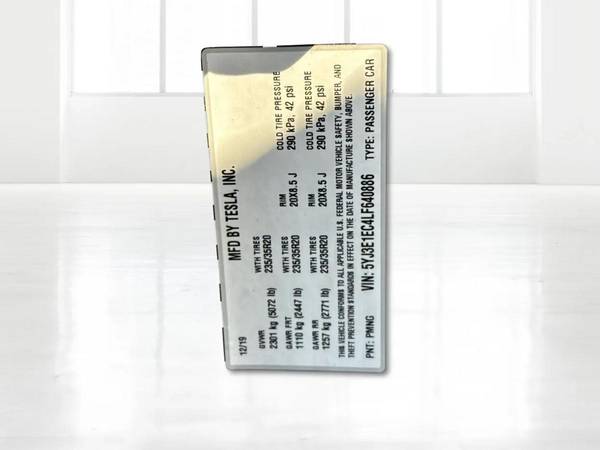 MFD BY TESLA, INC.
12/19
GVWR WITH TIRES RIM COLD TIRE PRESSURE
2301 kg (5072 lb) 235/35R20 20X8.5 J 290 kPa, 42 psi
GAWR FRT WITH TIRES RIM COLD TIRE PRESSURE
1110 kg (2447 lb) 235/35R20 20X8.5 J 290 kPa, 42 psi
GAWR RR
1257 kg (2771 lb)
THIS VEHICLE CONFORMS TO ALL APPLICABLE U.S. FEDERAL MOTOR VEHICLE SAFETY, BUMPER, AND
THEFT PREVENTION STANDARDS IN EFFECT ON THE DATE OF MANUFACTURE SHOWN ABOVE.
PNT: PMNG VIN: 5YJ3E1EC4LF640886 TYPE: PASSENGER CAR